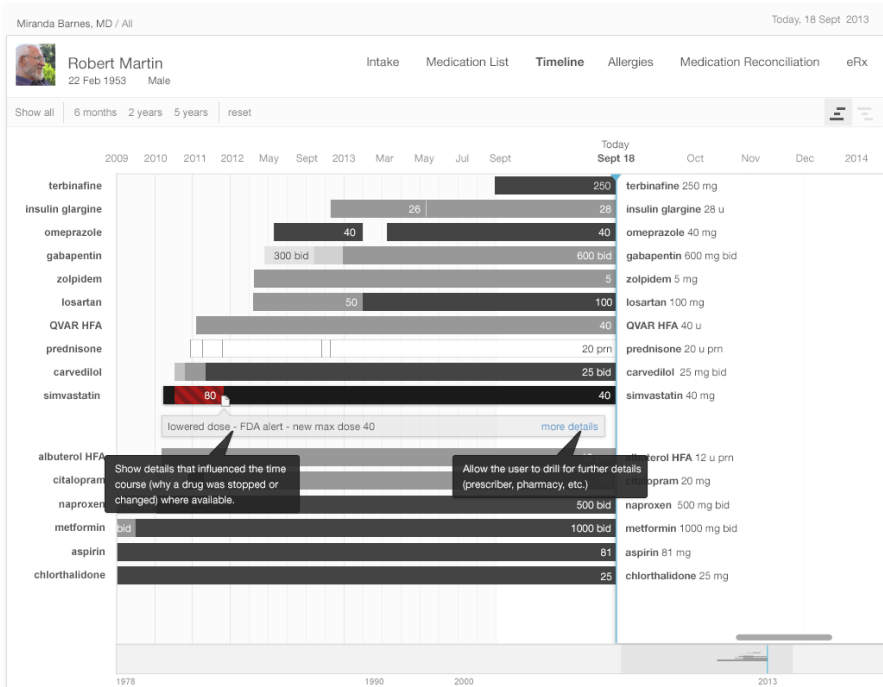 Miranda Barnes, MD / All
Today, 18 Sept 2013
Robert Martin
22 Feb 1953 Male
Intake Medication List Timeline Allergies Medication Reconciliation eRx
Show all 6 months 2 years 5 years reset
Today
2009 2010 2011 2012 May Sept 2013 Mar May Jul Sept Sept 18 Oct Nov Dec 2014
terbinafine 250 terbinafine 250 mg
insulin glargine 26 28 insulin glargine 28 u
omeprazole 40 40 omeprazole 40 mg
gabapentin 300 bid 600 bid gabapentin 600 mg bid
zolpidem 5 zolpidem 5 mg
losartan 50 100 losartan 100 mg
QVAR HFA 40 QVAR HFA 40 u
prednisone 20 prn prednisone 20 u prn
carvedilol 25 bid carvedilol 25 mg bid
simvastatin 80 40 simvastatin 40 mg
lowered dose - FDA alert - new max dose 40 more details
albuterol HFA albuterol HFA 12 u prn
Show details that influenced the time
course (why a drug was stopped or
changed) where available.
Allow the user to drill for further details
(prescriber, pharmacy, etc.)
citalopram citalopram 20 mg
naproxen 500 bid naproxen 500 mg bid
metformin bid 1000 bid metformin 1000 mg bid
aspirin 81 aspirin 81 mg
chlorthalidone 25 chlorthalidone 25 mg
1978 1990 2000 2013